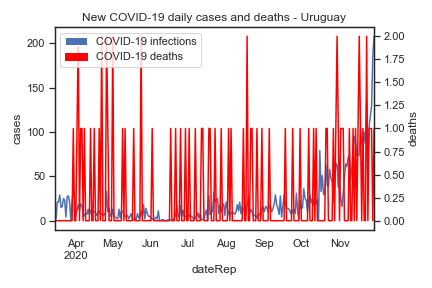 New COVID-19 daily cases and deaths - Uruguay
COVID-19 infections
COVID-19 deaths
cases
200
150
100
50
0
2.00
1.75
1.50
1.25
1.00
0.75
0.50
0.25
0.00
deaths
Apr May Jun Jul Aug Sep Oct Nov
2020
dateRep